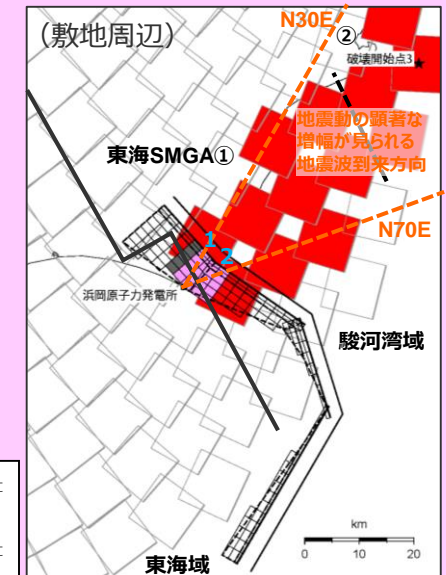 (敷地周辺)
N30E
②
破壊開始点3
地震動の顕著な
増幅が見られる
地震波到来方向
東海SMGA①
N70E
1
2
浜岡原子力発電所
駿河湾域
東海域
km
0 10 20